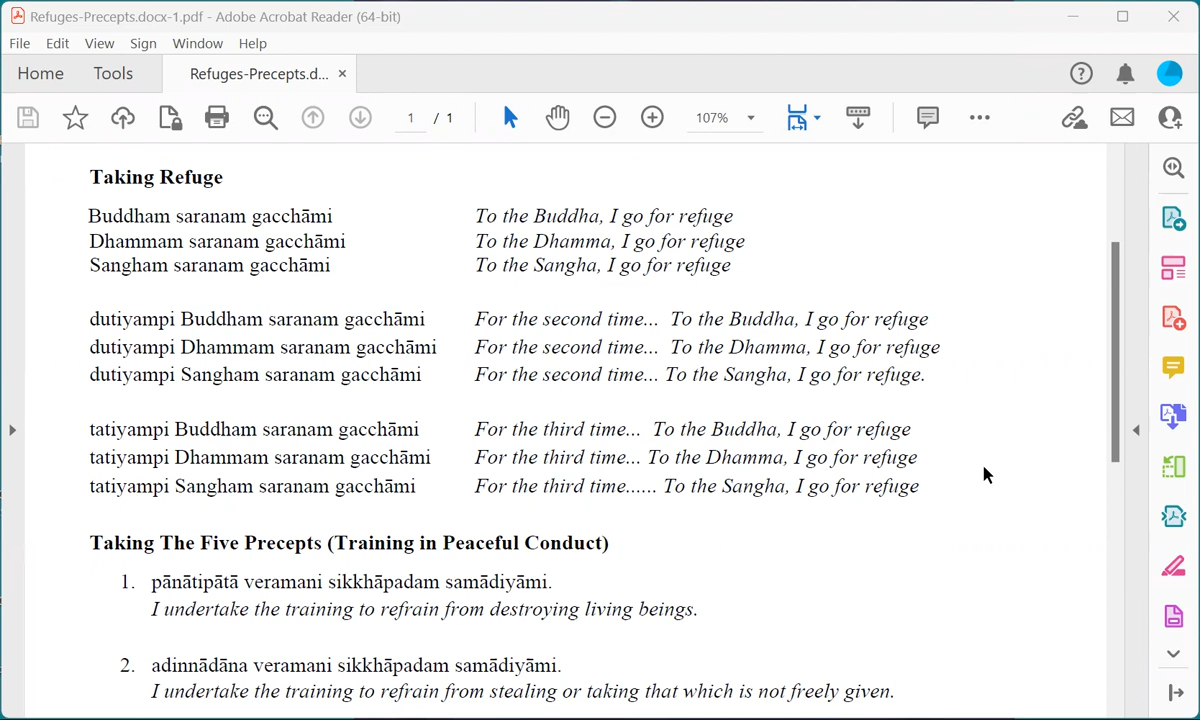 Refuges-Precepts.docx-1.pdf - Adobe Acrobat Reader (64-bit)
File Edit View Sign Window Help
Home Tools Refuges-Precepts.d... ×
1 / 1 107%
Taking Refuge
Buddham saranam gacchāmi To the Buddha, I go for refuge
Dhammam saranam gacchāmi To the Dhamma, I go for refuge
Sangham saranam gacchāmi To the Sangha, I go for refuge
dutiyampi Buddham saranam gacchāmi For the second time... To the Buddha, I go for refuge
dutiyampi Dhammam saranam gacchāmi For the second time... To the Dhamma, I go for refuge
dutiyampi Sangham saranam gacchāmi For the second time... To the Sangha, I go for refuge.
tatiyampi Buddham saranam gacchāmi For the third time... To the Buddha, I go for refuge
tatiyampi Dhammam saranam gacchāmi For the third time... To the Dhamma, I go for refuge
tatiyampi Sangham saranam gacchāmi For the third time...... To the Sangha, I go for refuge
Taking The Five Precepts (Training in Peaceful Conduct)
1. pānātipātā veramani sikkhāpadam samādiyāmi.
I undertake the training to refrain from destroying living beings.
2. adinnādāna veramani sikkhāpadam samādiyāmi.
I undertake the training to refrain from stealing or taking that which is not freely given.